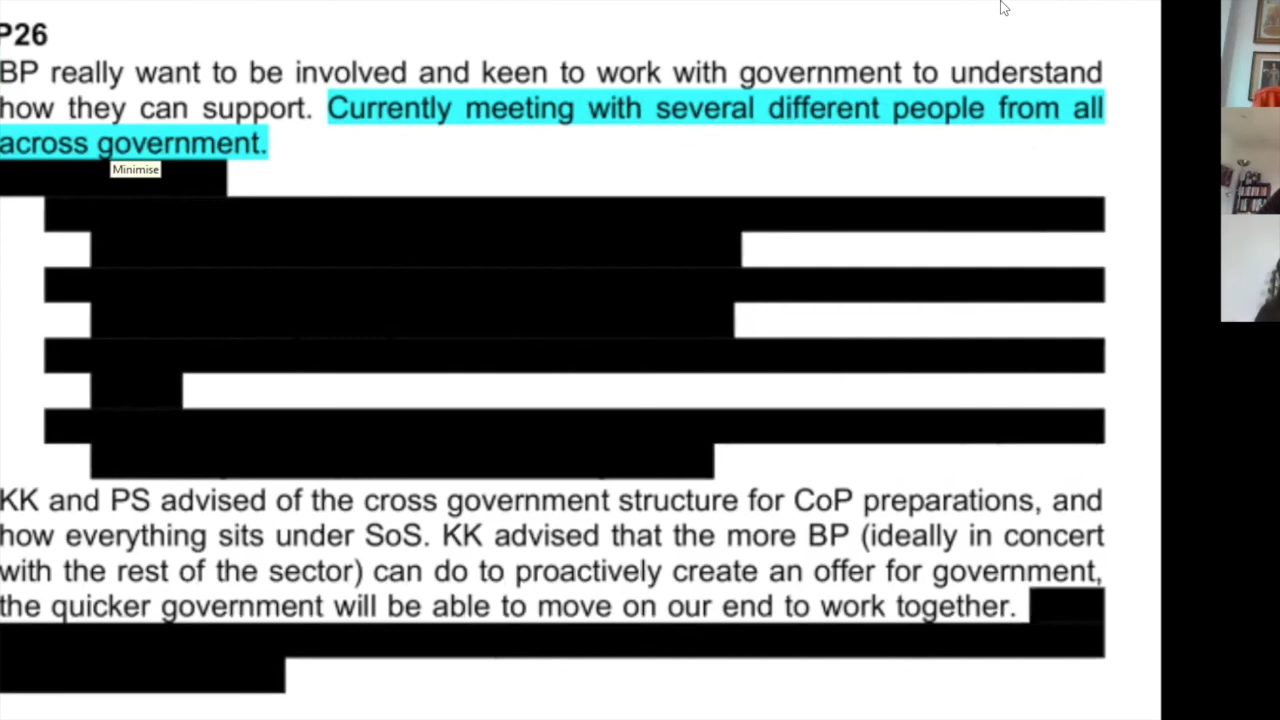 P26
BP really want to be involved and keen to work with government to understand
how they can support. Currently meeting with several different people from all
across government.
Minimise
KK and PS advised of the cross government structure for CoP preparations, and
how everything sits under SoS. KK advised that the more BP (ideally in concert
with the rest of the sector) can do to proactively create an offer for government,
the quicker government will be able to move on our end to work together.